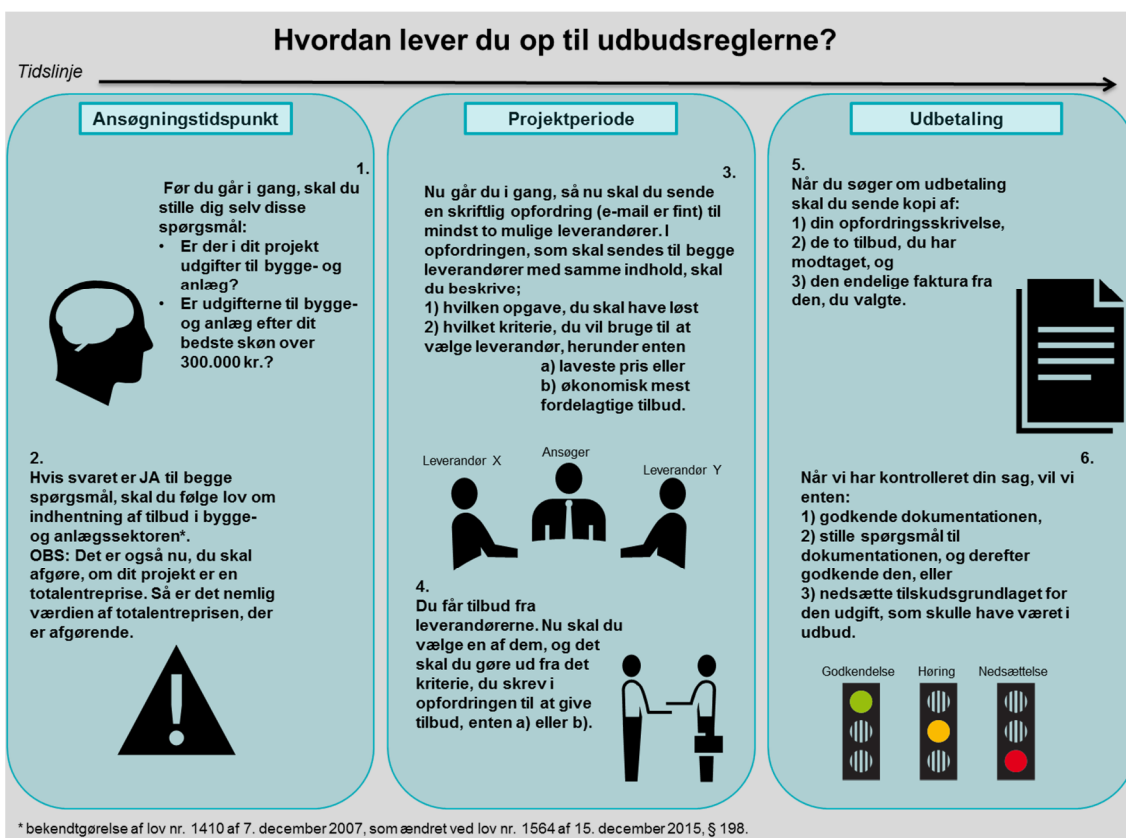 Hvordan lever du op til udbudsreglerne?
Tidslinje
Ansøgningstidspunkt
1.
Før du går i gang, skal du
stille dig selv disse
spørgsmål:
• Er der i dit projekt
udgifter til bygge- og
anlæg?
• Er udgifterne til bygge-
og anlæg efter dit
bedste skøn over
300.000 kr.?
2.
Hvis svaret er JA til begge
spørgsmål, skal du følge lov om
indhentning af tilbud i bygge-
og anlægssektoren*.
OBS: Det er også nu, du skal
afgøre, om dit projekt er en
totalentreprise. Så er det nemlig
værdien af totalentreprisen, der
er afgørende.
Projektperiode
3.
Nu går du i gang, så nu skal du sende
en skriftlig opfordring (e-mail er fint) til
mindst to mulige leverandører. I
opfordringen, som skal sendes til begge
leverandører med samme indhold, skal
du beskrive;
1) hvilken opgave, du skal have løst
2) hvilket kriterie, du vil bruge til at
vælge leverandør, herunder enten
a) laveste pris eller
b) økonomisk mest
fordelagtige tilbud.
Leverandør X
Ansøger
Leverandør Y
4.
Du får tilbud fra
leverandørerne. Nu skal du
vælge en af dem, og det
skal du gøre ud fra det
kriterie, du skrev i
opfordringen til at give
tilbud, enten a) eller b).
Udbetaling
5.
Når du søger om udbetaling
skal du sende kopi af:
1) din opfordringsskrivelse,
2) de to tilbud, du har
modtaget, og
3) den endelige faktura fra
den, du valgte.
6.
Når vi har kontrolleret din sag, vil vi
enten:
1) godkende dokumentationen,
2) stille spørgsmål til
dokumentationen, og derefter
godkende den, eller
3) nedsætte tilskudsgrundlaget for
den udgift, som skulle have været i
udbud.
Godkendelse
Høring
Nedsættelse
* bekendtgørelse af lov nr. 1410 af 7. december 2007, som ændret ved lov nr. 1564 af 15. december 2015, § 198.